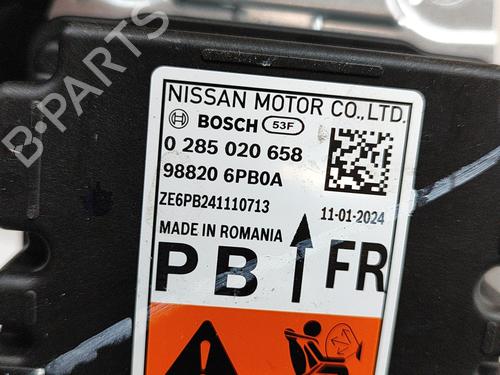 B-PARTS
NISSAN MOTOR CO.,LTD.
BOSCH 53F
0 285 020 658
98820 6PB0A
ZE6PB241110713
11-01-2024
MADE IN ROMANIA
PB FR